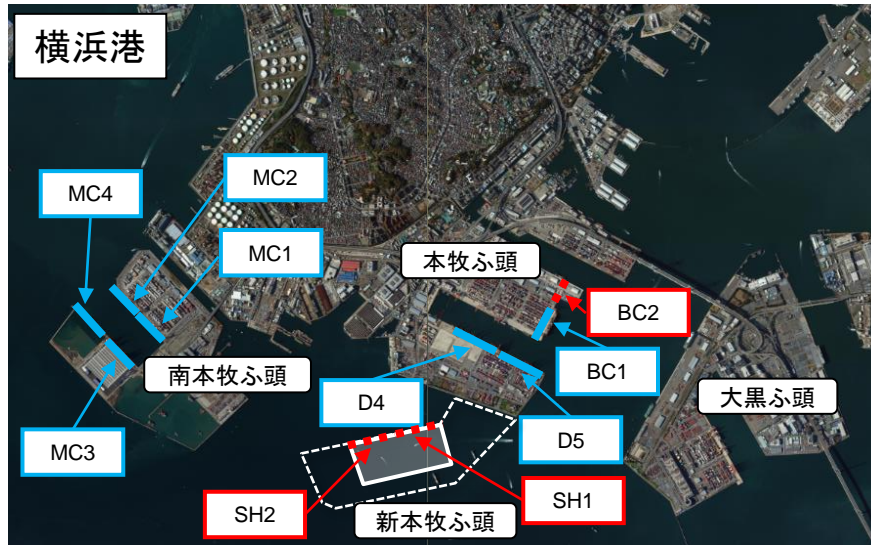 横浜港
MC2
MC4
MC1
本牧ふ頭
BC2
南本牧ふ頭
BC1
D4
大黒ふ頭
MC3
D5
SH2
SH1
新本牧ふ頭